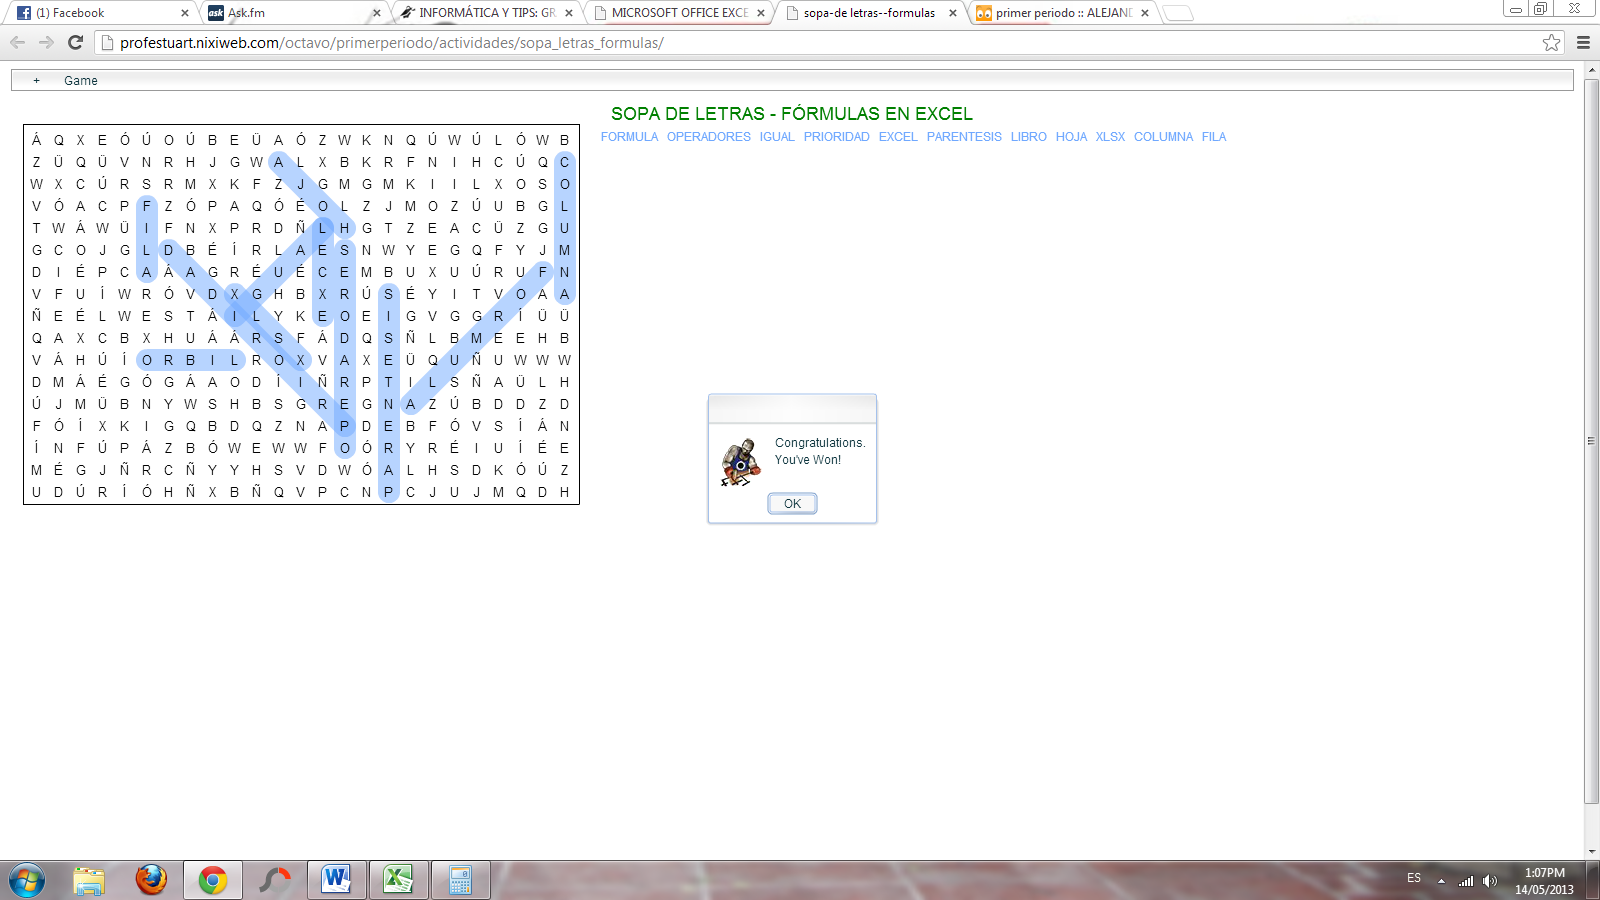 (1) Facebook
Ask.fm
INFORMÁTICA Y TIPS: GR
MICROSOFT OFFICE EXCE
sopa-de letras--formulas
primer periodo :: ALEJAND
profestuart.nixiweb.com/octavo/primerperiodo/actividades/sopa_letras_formulas/
+ Game
SOPA DE LETRAS - FÓRMULAS EN EXCEL
FORMULA OPERADORES IGUAL PRIORIDAD EXCEL PARENTESIS LIBRO HOJA XLSX COLUMNA FILA
Á Q X E Ó Ú O Ú B E Ü A Ó Z W K N Q Ú W Ú L Ó W B
Z Ü Q Ü V N R H J G W A L X B K R F N I H C Ú Q C
W X C Ú R S R M X K F Z J G M G M K I I L X O S O
V Ó A C P F Z Ó P A Q Ó É O L Z J M O Z Ú U B G L
T W Á W Ü I F N X P R D Ñ L H G T Z E A C Ü Z G U
G C O J G L D B É Í R L A E S N W Y E G Q F Y J M
D I É P C A Á A G R É U É C E M B U X U Ú R U F N
V F U Í W R Ó V D X G H B X R Ú S É Y I T V O A A
Ñ E É L W E S T Á I L Y K E O E I G V G G R Í Ü Ü
Q A X C B X H U Á Á R S F Á D Q S Ñ L B M E E H B
V Á H Ú Í O R B I L R O X V A X E Ü Q U Ñ U W W W
D M Á É G Ó G Á A O D Í I Ñ R P T I L S Ñ A Ü L H
Ú J M Ü B N Y W S H B S G R E G N A Z Ú B D D Z D
F Ó Í X K I G Q B D Q Z N A P D E B F Ó V S Í Á N
Í N F Ú P Á Z B Ó W E W W F O Ó R Y R É I U Í É E
M É G J Ñ R C Ñ Y Y H S V D W Ó A L H S D K Ó Ú Z
U D Ú R Í Ó H Ñ X B Ñ Q V P C N P C J U J M Q D H
Congratulations.
You've Won!
OK
ES
1:07PM
14/05/2013